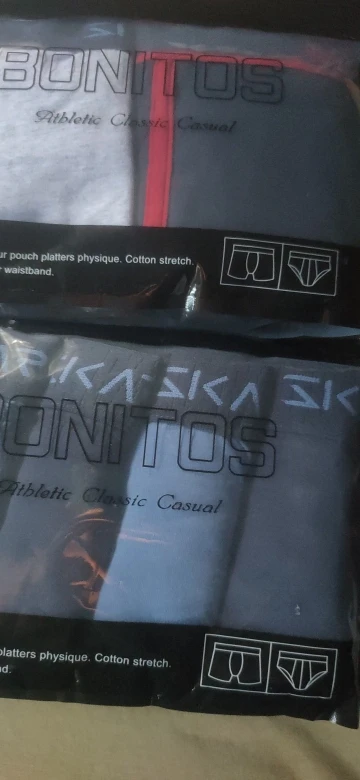 BONITOS
Athletic Classic Casual
ur pouch platters physique. Cotton stretch.
waistband.
SKA SK
BONITOS
Athletic Classic Casual
platters physique. Cotton stretch.
nd.